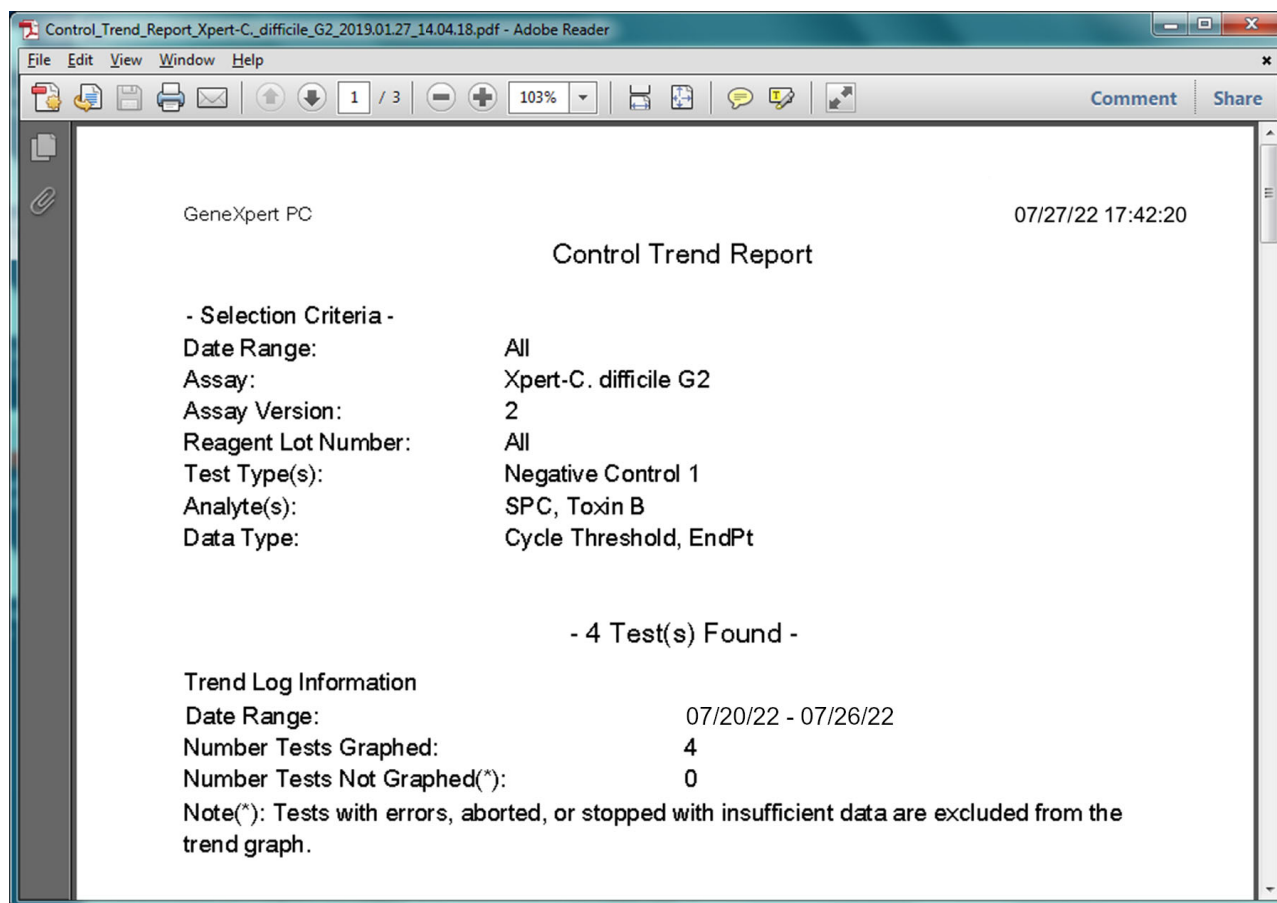 Control_Trend_Report_Xpert-C._difficile_G2_2019.01.27_14.04.18.pdf - Adobe Reader
File Edit View Window Help
1 / 3 103% Comment Share
GeneXpert PC 07/27/22 17:42:20
Control Trend Report
- Selection Criteria -
Date Range: All
Assay: Xpert-C. difficile G2
Assay Version: 2
Reagent Lot Number: All
Test Type(s): Negative Control 1
Analyte(s): SPC, Toxin B
Data Type: Cycle Threshold, EndPt
- 4 Test(s) Found -
Trend Log Information
Date Range: 07/20/22 - 07/26/22
Number Tests Graphed: 4
Number Tests Not Graphed(*): 0
Note(*): Tests with errors, aborted, or stopped with insufficient data are excluded from the
trend graph.